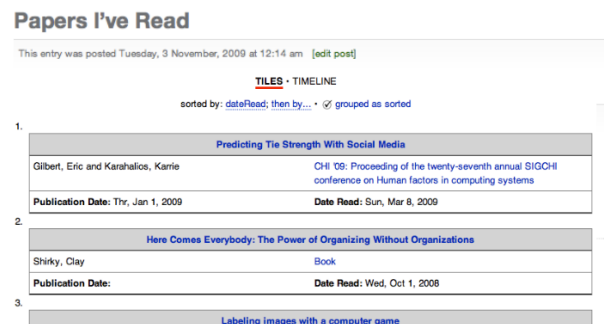 Papers I've Read
This entry was posted Tuesday, 3 November, 2009 at 12:14 am [edit post]
TILES • TIMELINE
sorted by: dateRead; then by... • ✓ grouped as sorted
1.
Predicting Tie Strength With Social Media
Gilbert, Eric and Karahalios, Karrie
CHI '09: Proceeding of the twenty-seventh annual SIGCHI
conference on Human factors in computing systems
Publication Date: Thr, Jan 1, 2009
Date Read: Sun, Mar 8, 2009
2.
Here Comes Everybody: The Power of Organizing Without Organizations
Shirky, Clay
Book
Publication Date:
Date Read: Wed, Oct 1, 2008
3.
Labeling images with a computer game